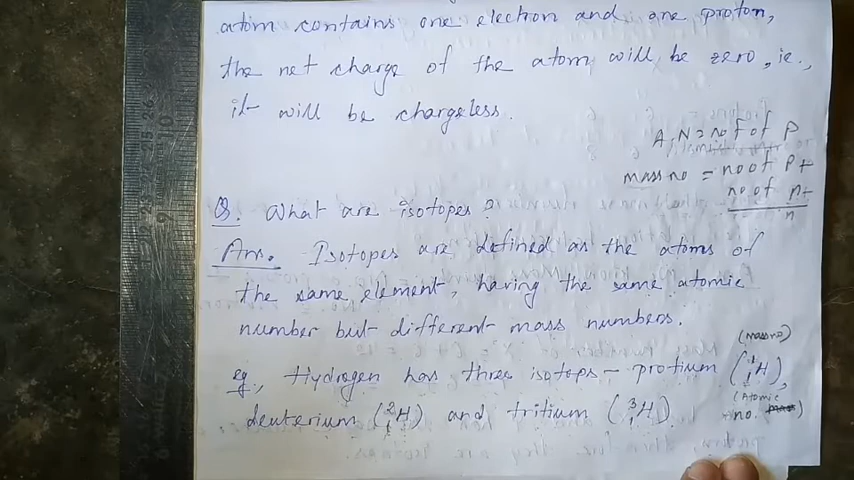 atom contains one electron and one proton,
the net charge of the atom will be zero, ie.,
it will be chargeless.
A,N = no of of P
mass no = no of P+
no of n+
n
Q. What are isotopes?
Ans. Isotopes are defined as the atoms of
the same element, having the same atomic
number but different mass numbers.
(mass no)
eg, Hydrogen has three isotops – protium (¹₁H),
deuterium (²₁H) and tritium (³₁H)
(Atomic
no.)